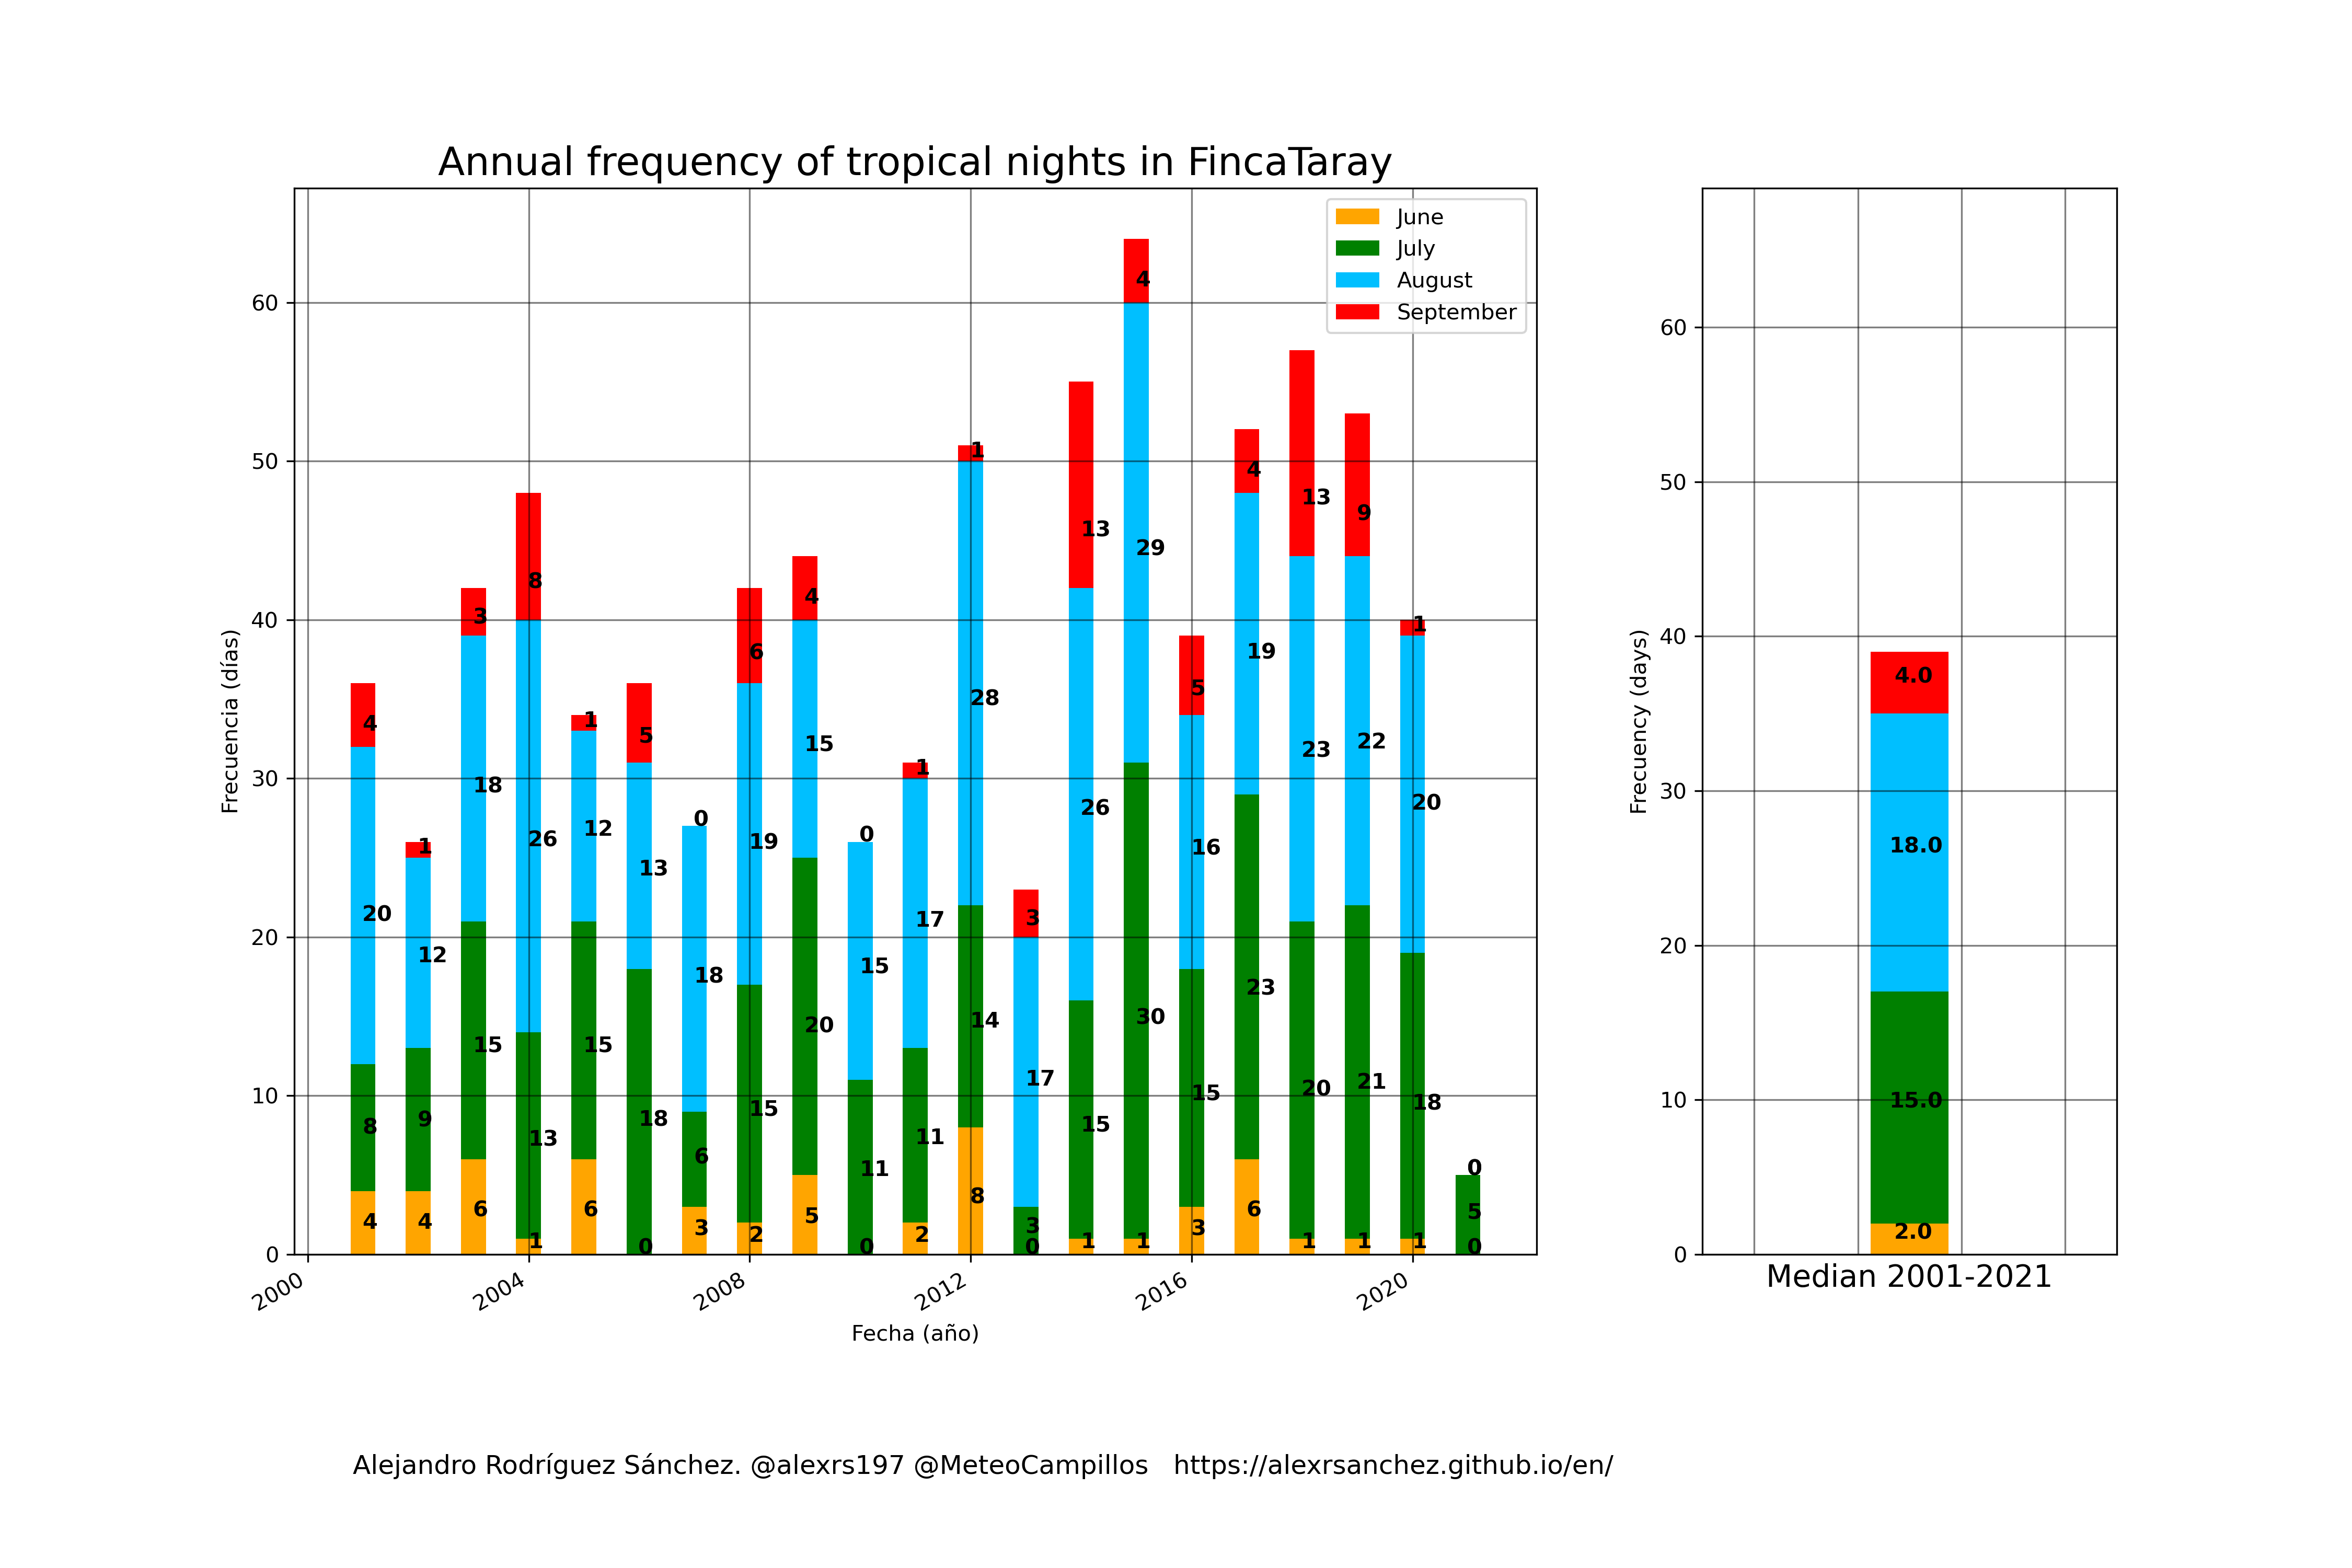 Annual frequency of tropical nights in FincaTaray
June
July
August
September
Frecuencia (días)
60
50
40
30
20
10
0
4 8 20 4
4 9 12 1
6 15 18 3
1 13 26 8
6 15 12 1
0 18 13 5
3 6 18 0
2 15 19 6
5 20 15 4
0 11 15 0
2 11 17 1
8 14 28 1
0 3 17 3
1 15 26 13
1 30 29 4
3 15 16 5
6 23 19 4
1 20 23 13
1 21 22 9
1 18 20 1
0 5 0
2000 2004 2008 2012 2016 2020
Fecha (año)
Frecuency (days)
60
50
40
30
20
10
0
4.0
18.0
15.0
2.0
Median 2001-2021
Alejandro Rodríguez Sánchez. @alexrs197 @MeteoCampillos https://alexrsanchez.github.io/en/